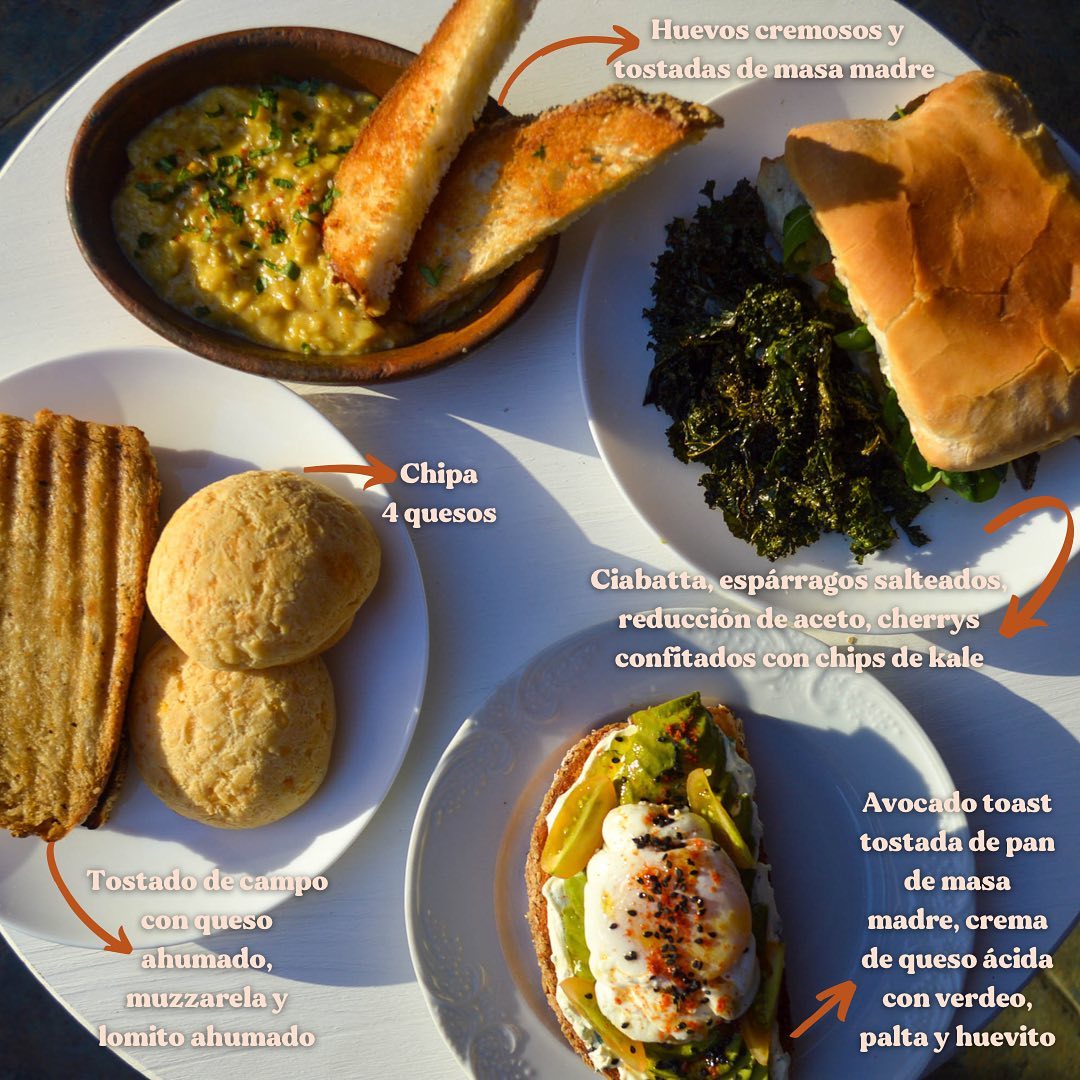 Huevos cremosos y
tostadas de masa madre
Chipa
4 quesos
Ciabatta, espárragos salteados,
reducción de aceto, cherrys
confitados con chips de kale
Avocado toast
tostada de pan
de masa
madre, crema
de queso ácida
con verdeo,
palta y huevito
Tostado de campo
con queso
ahumado,
muzzarela y
lomito ahumado